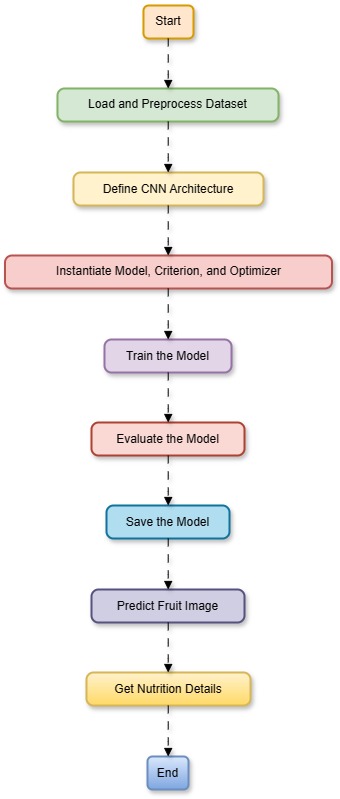 Start
Load and Preprocess Dataset
Define CNN Architecture
Instantiate Model, Criterion, and Optimizer
Train the Model
Evaluate the Model
Save the Model
Predict Fruit Image
Get Nutrition Details
End